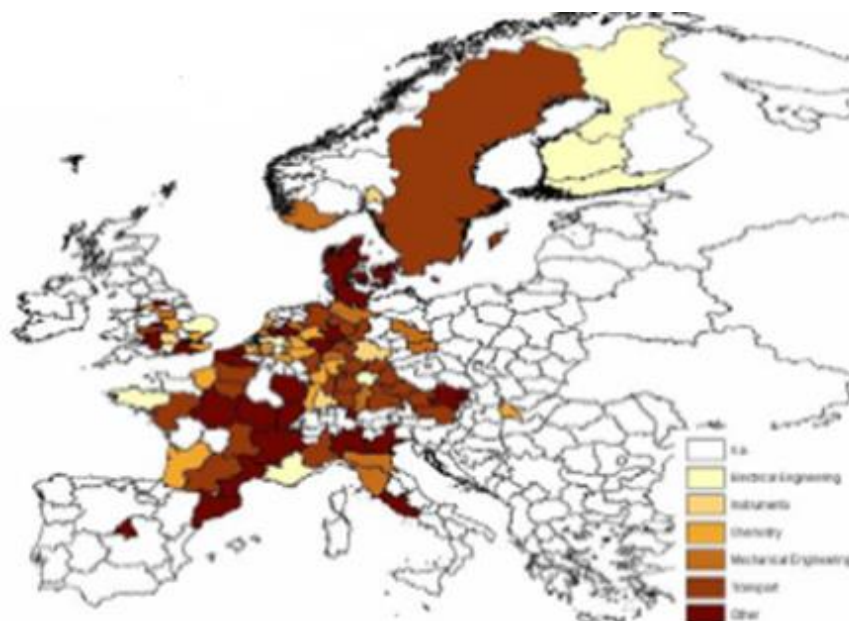 n.a.
Electrical Engineering
Instruments
Chemistry
Mechanical Engineering
Transport
Other